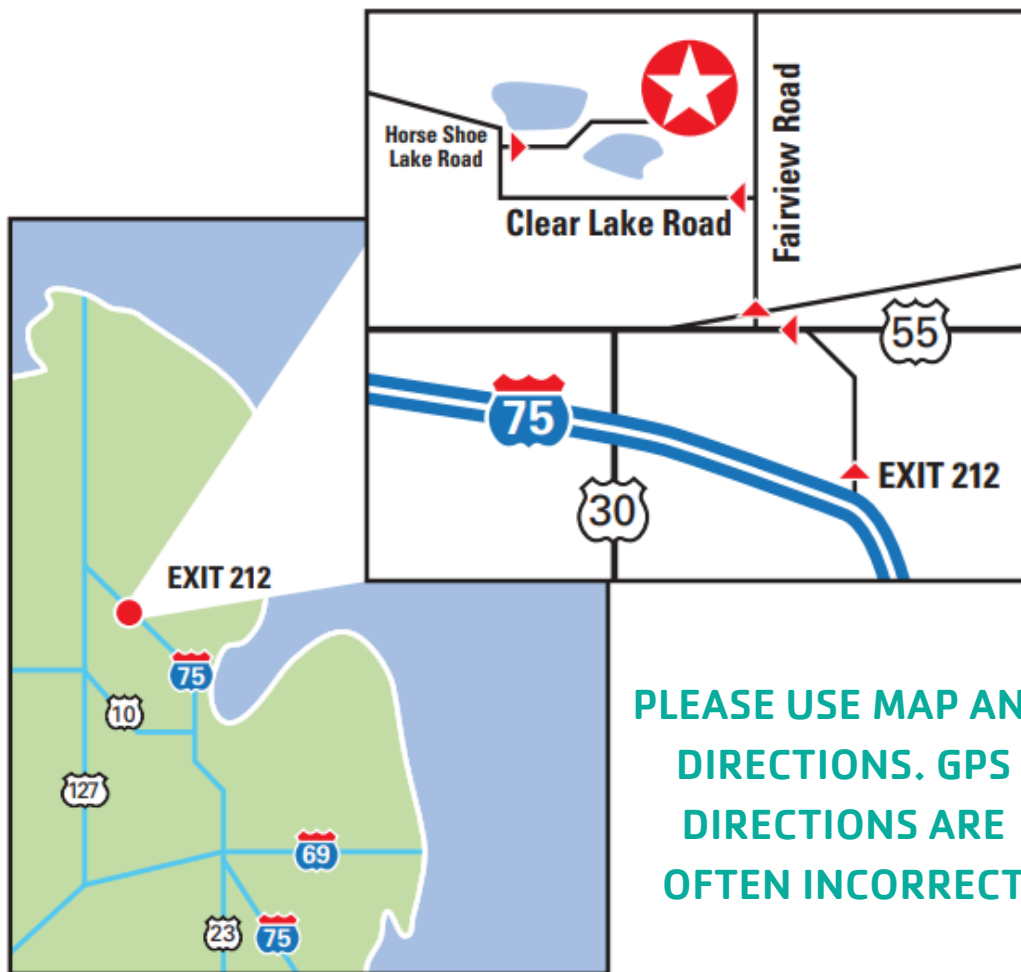 Horse Shoe
Lake Road
Clear Lake Road
Fairview Road
55
75
30
EXIT 212
EXIT 212
75
10
127
69
23
75
PLEASE USE MAP AN
DIRECTIONS. GPS
DIRECTIONS ARE
OFTEN INCORRECT